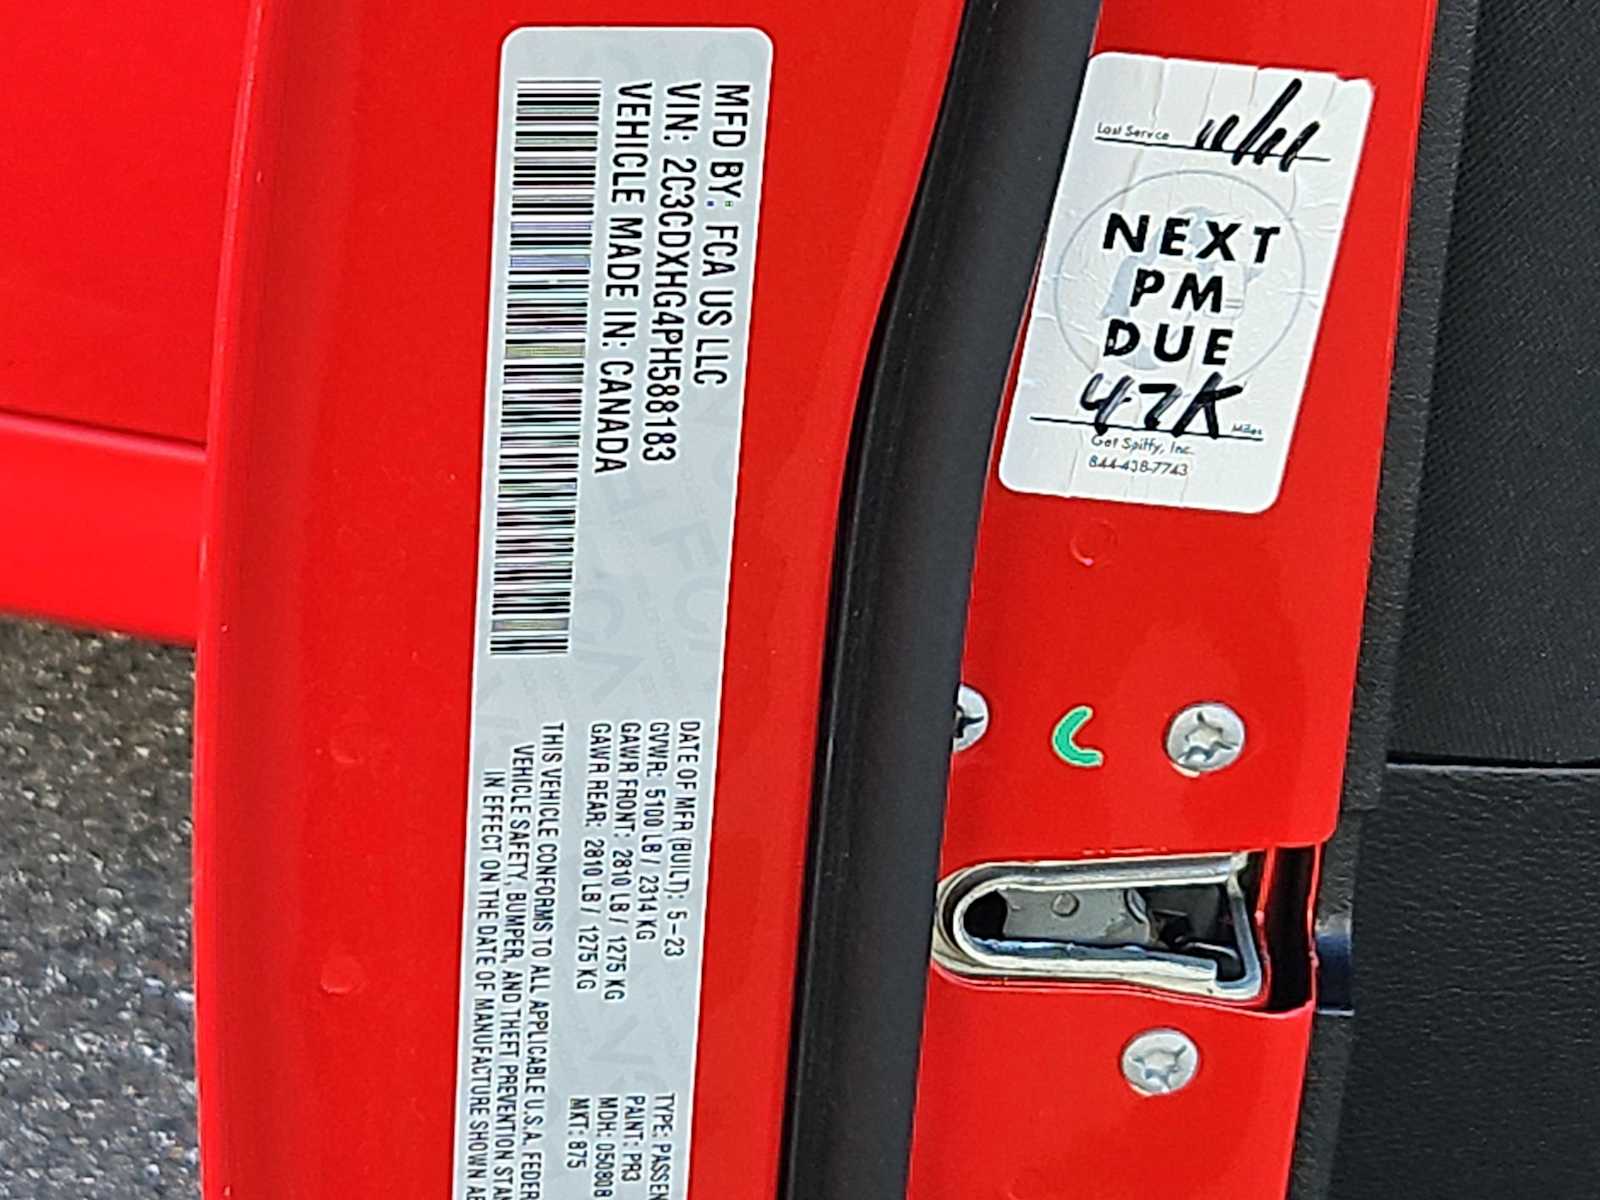 MFD BY: FCA US LLC
VIN: 2C3CDXHG4PH588183
VEHICLE MADE IN: CANADA
DATE OF MFR (BUILT): 5-23
GVWR: 5100 LB / 2314 KG
GAWR FRONT: 2810 LB / 1275 KG
GAWR REAR: 2810 LB / 1275 KG
THIS VEHICLE CONFORMS TO ALL APPLICABLE U.S.A. FEDER
VEHICLE SAFETY, BUMPER, AND THEFT PREVENTION STAN
IN EFFECT ON THE DATE OF MANUFACTURE SHOWN AB
TYPE: PASSEN
PAINT: PR3
MDH: 050808
MKT: 875
Last Service 11/11
NEXT
PM
DUE
47K Miles
Get Spiffy, Inc.
844-438-7743